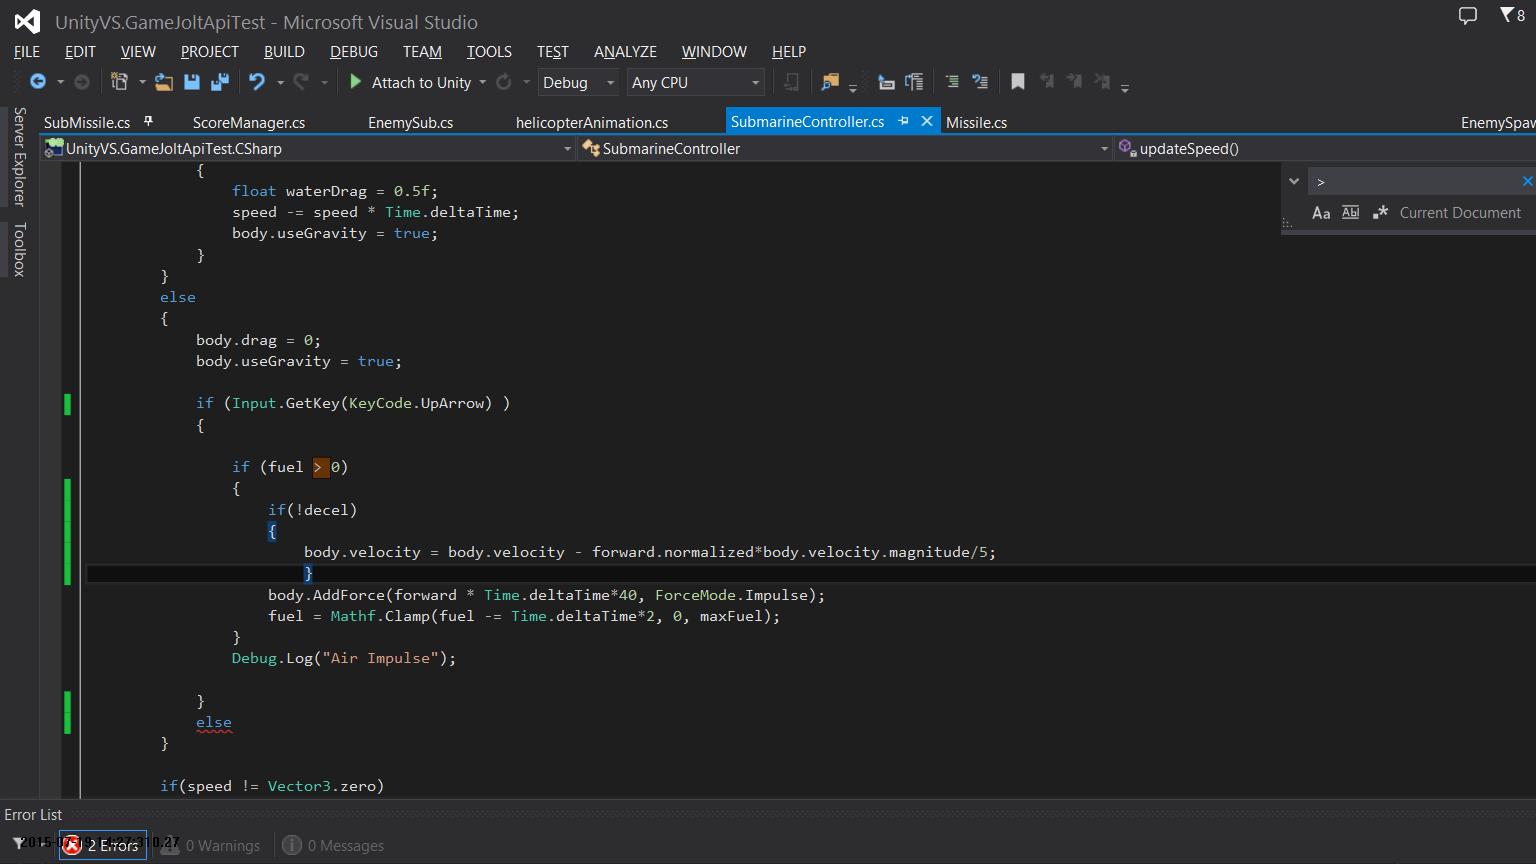 UnityVS.GameJoltApiTest - Microsoft Visual Studio
8
FILE EDIT VIEW PROJECT BUILD DEBUG TEAM TOOLS TEST ANALYZE WINDOW HELP
Attach to Unity Debug Any CPU
Server Explorer
Toolbox
SubMissile.cs ScoreManager.cs EnemySub.cs helicopterAnimation.cs SubmarineController.cs Missile.cs EnemySpaw
UnityVS.GameJoltApiTest.CSharp SubmarineController updateSpeed()
>
Aa Abl .* Current Document
{
float waterDrag = 0.5f;
speed -= speed * Time.deltaTime;
body.useGravity = true;
}
}
else
{
body.drag = 0;
body.useGravity = true;
if (Input.GetKey(KeyCode.UpArrow) )
{
if (fuel > 0)
{
if(!decel)
{
body.velocity = body.velocity - forward.normalized*body.velocity.magnitude/5;
}
body.AddForce(forward * Time.deltaTime*40, ForceMode.Impulse);
fuel = Mathf.Clamp(fuel -= Time.deltaTime*2, 0, maxFuel);
}
Debug.Log("Air Impulse");
}
else
}
if(speed != Vector3.zero)
Error List
2 Errors 0 Warnings 0 Messages